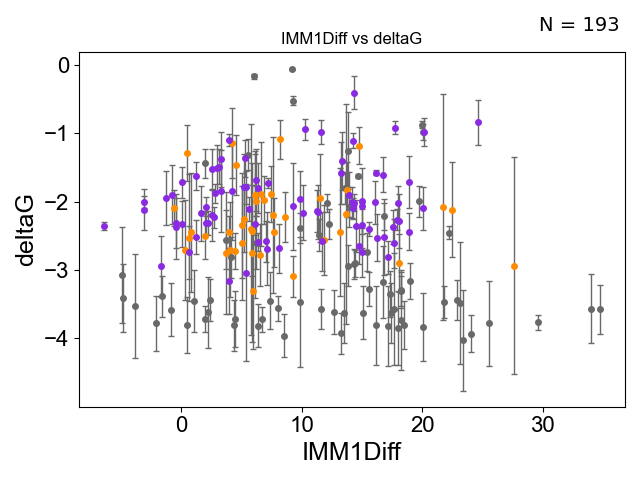 N = 193
IMM1Diff vs deltaG
0
−1
−2
−3
−4
deltaG
0 10 20 30
IMM1Diff